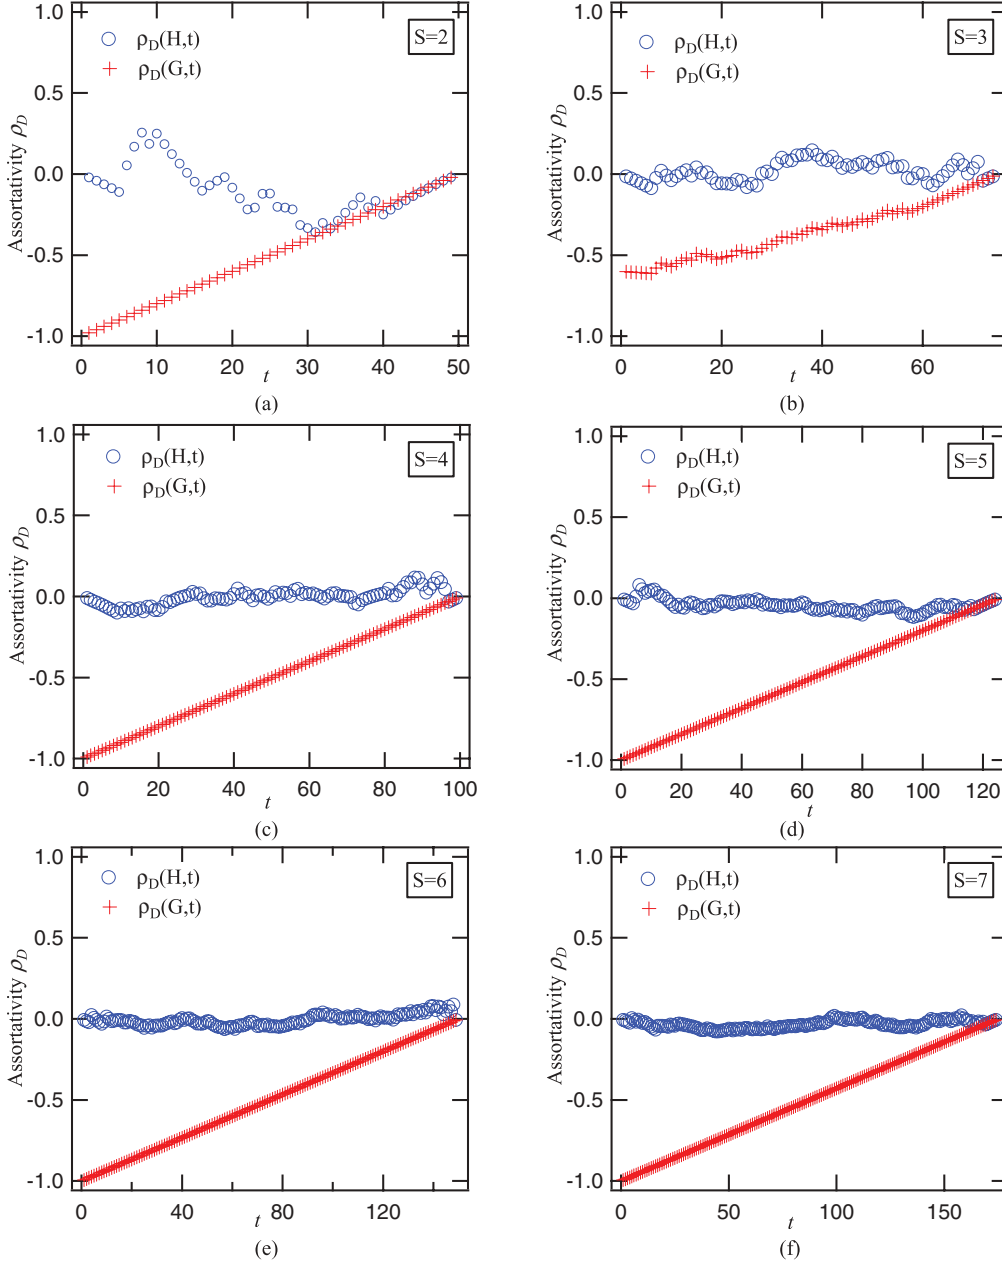 1.0
0.5
0.0
-0.5
-1.0
Assortativity ρD
ρD(H,t)
ρD(G,t)
S=2
0 10 20 30 40 50
t
(a)
1.0
0.5
0.0
-0.5
-1.0
Assortativity ρD
ρD(H,t)
ρD(G,t)
S=3
0 20 40 60
t
(b)
1.0
0.5
0.0
-0.5
-1.0
Assortativity ρD
ρD(H,t)
ρD(G,t)
S=4
0 20 40 60 80 100
t
(c)
1.0
0.5
0.0
-0.5
-1.0
Assortativity ρD
ρD(H,t)
ρD(G,t)
S=5
0 20 40 60 80 100 120
t
(d)
1.0
0.5
0.0
-0.5
-1.0
Assortativity ρD
ρD(H,t)
ρD(G,t)
S=6
0 40 80 120
t
(e)
1.0
0.5
0.0
-0.5
-1.0
Assortativity ρD
ρD(H,t)
ρD(G,t)
S=7
0 50 100 150
t
(f)